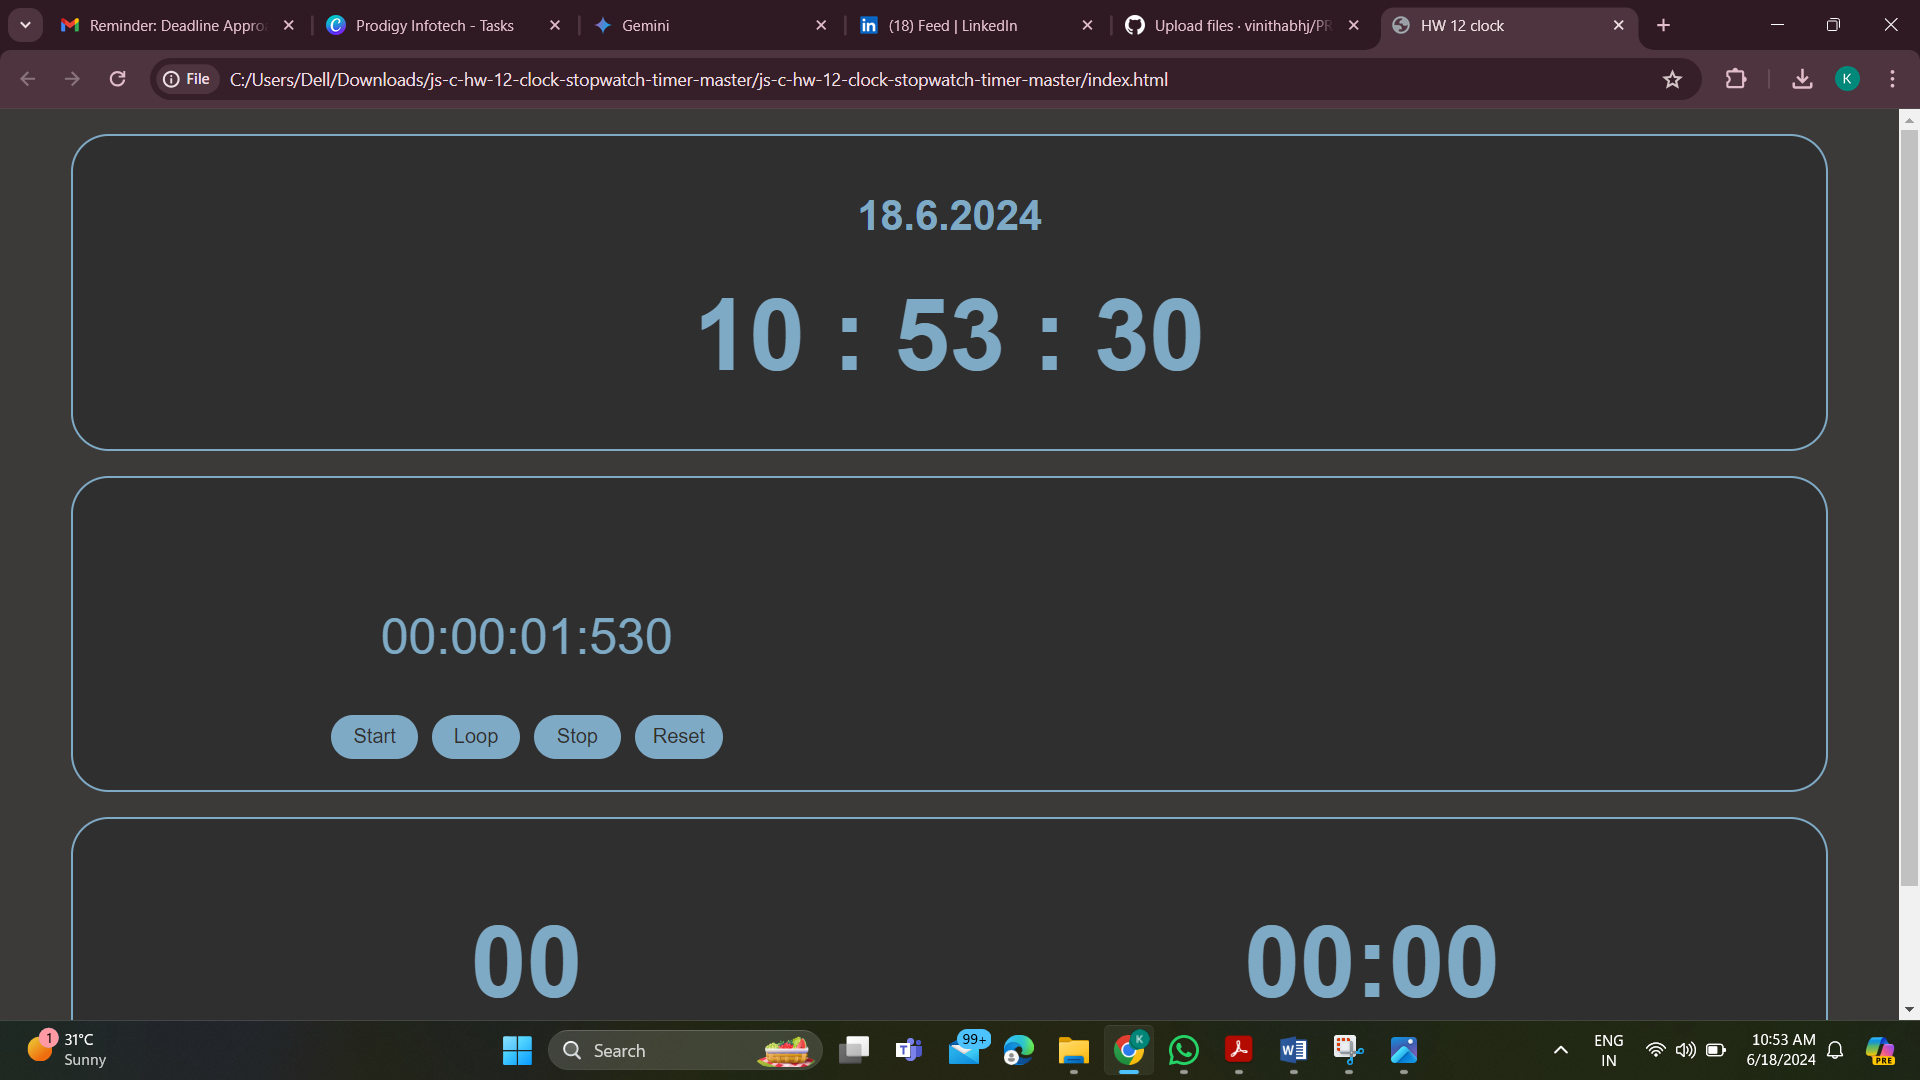 Reminder: Deadline Appro
Prodigy Infotech - Tasks
Gemini
(18) Feed | LinkedIn
Upload files · vinithabhj/PR
HW 12 clock
File
C:/Users/Dell/Downloads/js-c-hw-12-clock-stopwatch-timer-master/js-c-hw-12-clock-stopwatch-timer-master/index.html
K
18.6.2024
10 : 53 : 30
00:00:01:530
Start
Loop
Stop
Reset
00
00:00
1
31°C
Sunny
Search
99+
K
ENG
IN
10:53 AM
6/18/2024
PRE